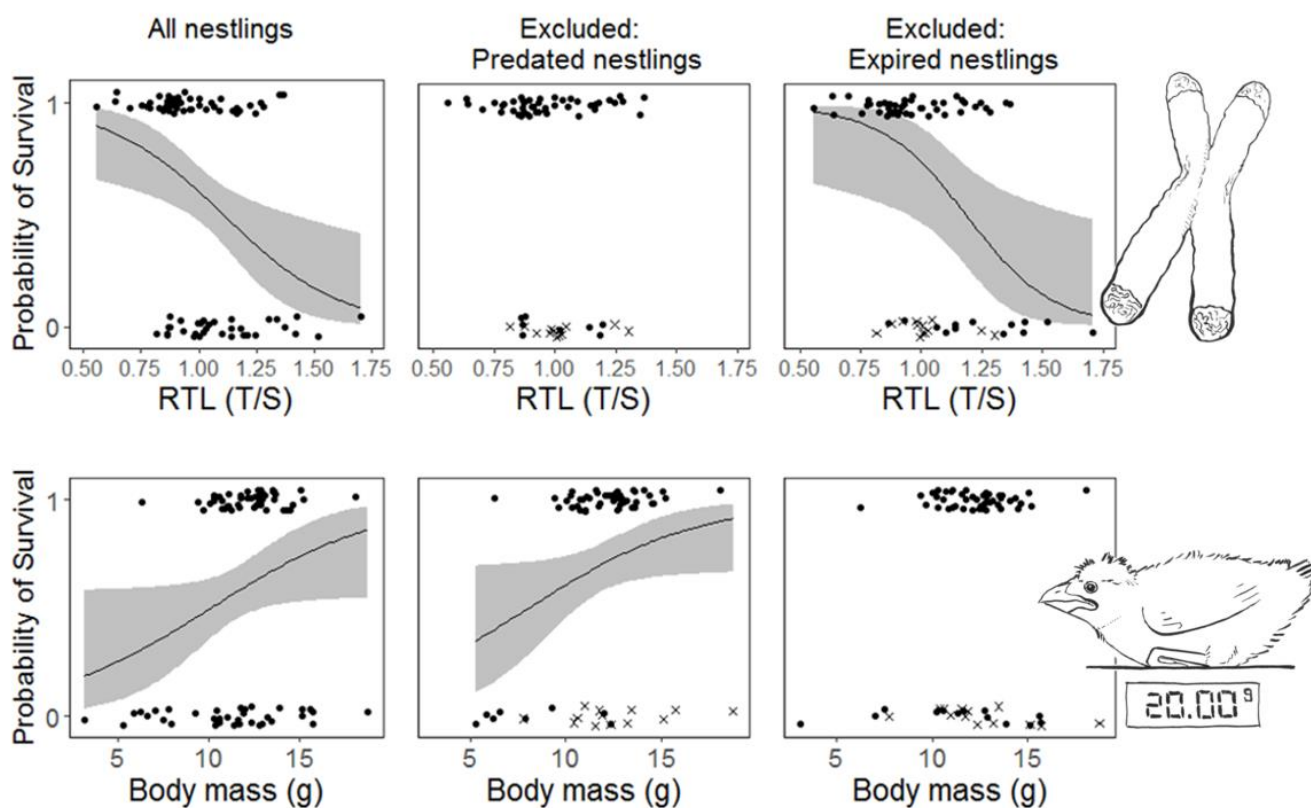 All nestlings
Excluded:
Predated nestlings
Excluded:
Expired nestlings
Probability of Survival
1
0
0.50 0.75 1.00 1.25 1.50 1.75
RTL (T/S)
0.50 0.75 1.00 1.25 1.50 1.75
RTL (T/S)
0.50 0.75 1.00 1.25 1.50 1.75
RTL (T/S)
Probability of Survival
1
0
5 10 15
Body mass (g)
5 10 15
Body mass (g)
5 10 15
Body mass (g)
20.00g